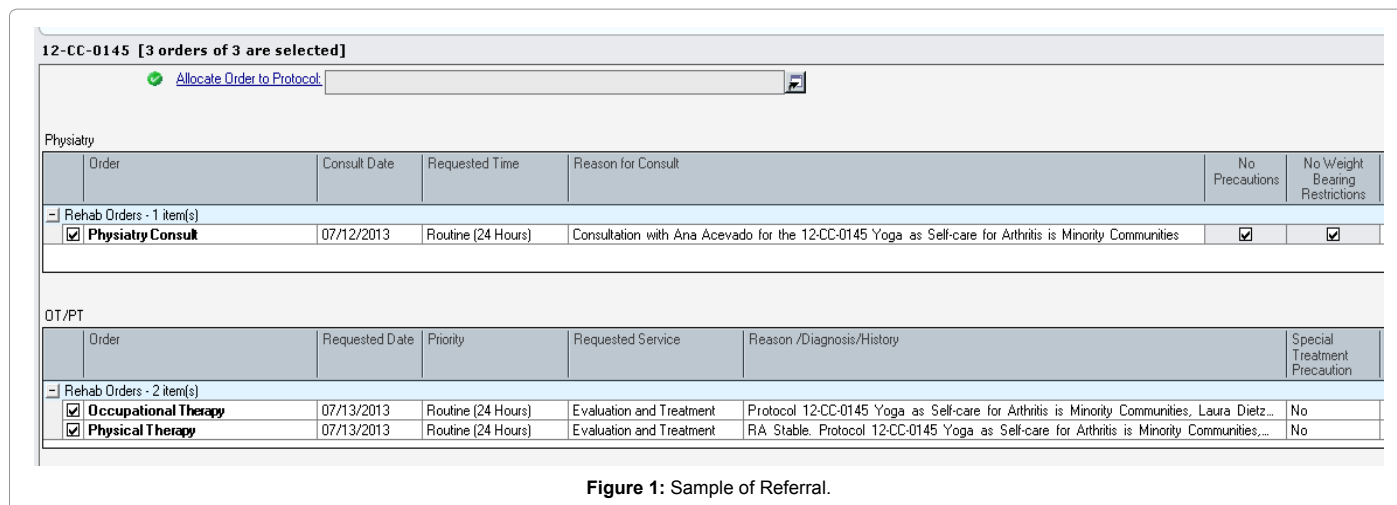 12-CC-0145 [3 orders of 3 are selected]
Allocate Order to Protocol:
Physiatry
Order Consult Date Requested Time Reason for Consult No Precautions No Weight Bearing Restrictions
Rehab Orders - 1 item(s)
Physiatry Consult 07/12/2013 Routine (24 Hours) Consultation with Ana Acevado for the 12-CC-0145 Yoga as Self-care for Arthritis is Minority Communities
OT/PT
Order Requested Date Priority Requested Service Reason /Diagnosis/History Special Treatment Precaution
Rehab Orders - 2 item(s)
Occupational Therapy 07/13/2013 Routine (24 Hours) Evaluation and Treatment Protocol 12-CC-0145 Yoga as Self-care for Arthritis is Minority Communities, Laura Dietz... No
Physical Therapy 07/13/2013 Routine (24 Hours) Evaluation and Treatment RA Stable. Protocol 12-CC-0145 Yoga as Self-care for Arthritis is Minority Communities,... No
Figure 1: Sample of Referral.